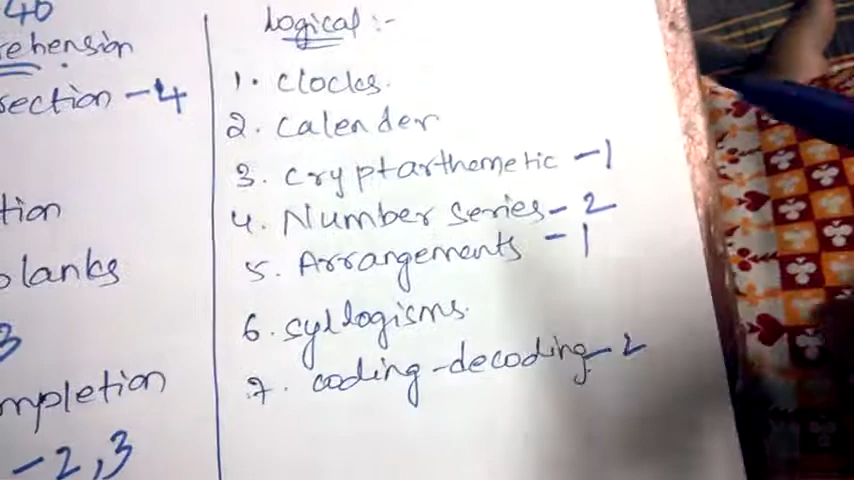 40
rehension
section - 4
tion
blanks
3
mpletion
- 2,3
Logical :-
1. Clocks.
2. Calender
3. Cryptarthemetic - 1
4. Number Series - 2
5. Arrangements - 1
6. Syllogisms.
7. coding-decoding - 2